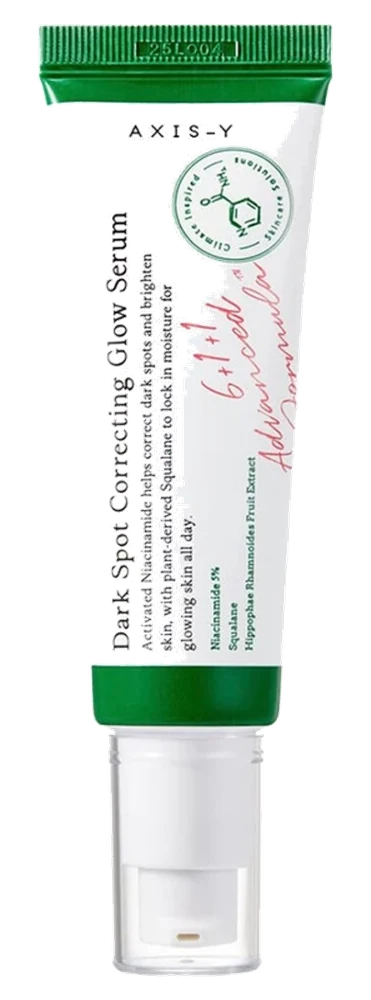 25L004
AXIS-Y
Climate Inspired
Skincare Solutions
NH₂
O
N
6+1+1
Advanced
Formula
™
Dark Spot Correcting Glow Serum
Activated Niacinamide helps correct dark spots and brighten
skin, with plant-derived Squalane to lock in moisture for
glowing skin all day.
Niacinamide 5%
Squalane
Hippophae Rhamnoides Fruit Extract